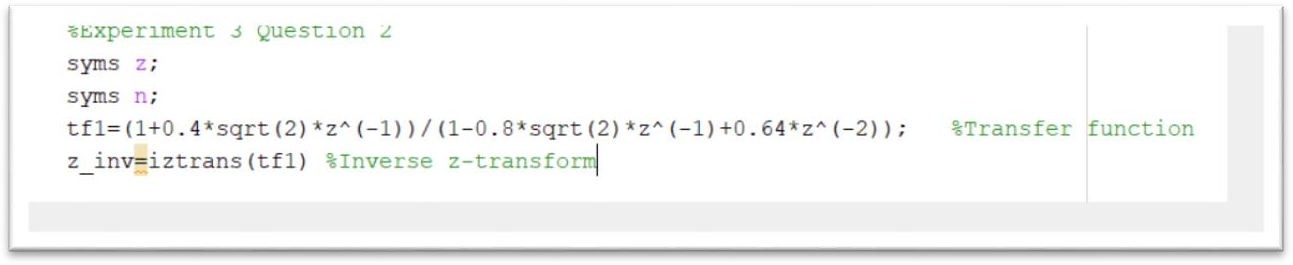 %Experiment 3 Question 2
syms z;
syms n;
tf1=(1+0.4*sqrt(2)*z^(-1))/(1-0.8*sqrt(2)*z^(-1)+0.64*z^(-2)); %Transfer function
z_inv=iztrans(tf1) %Inverse z-transform